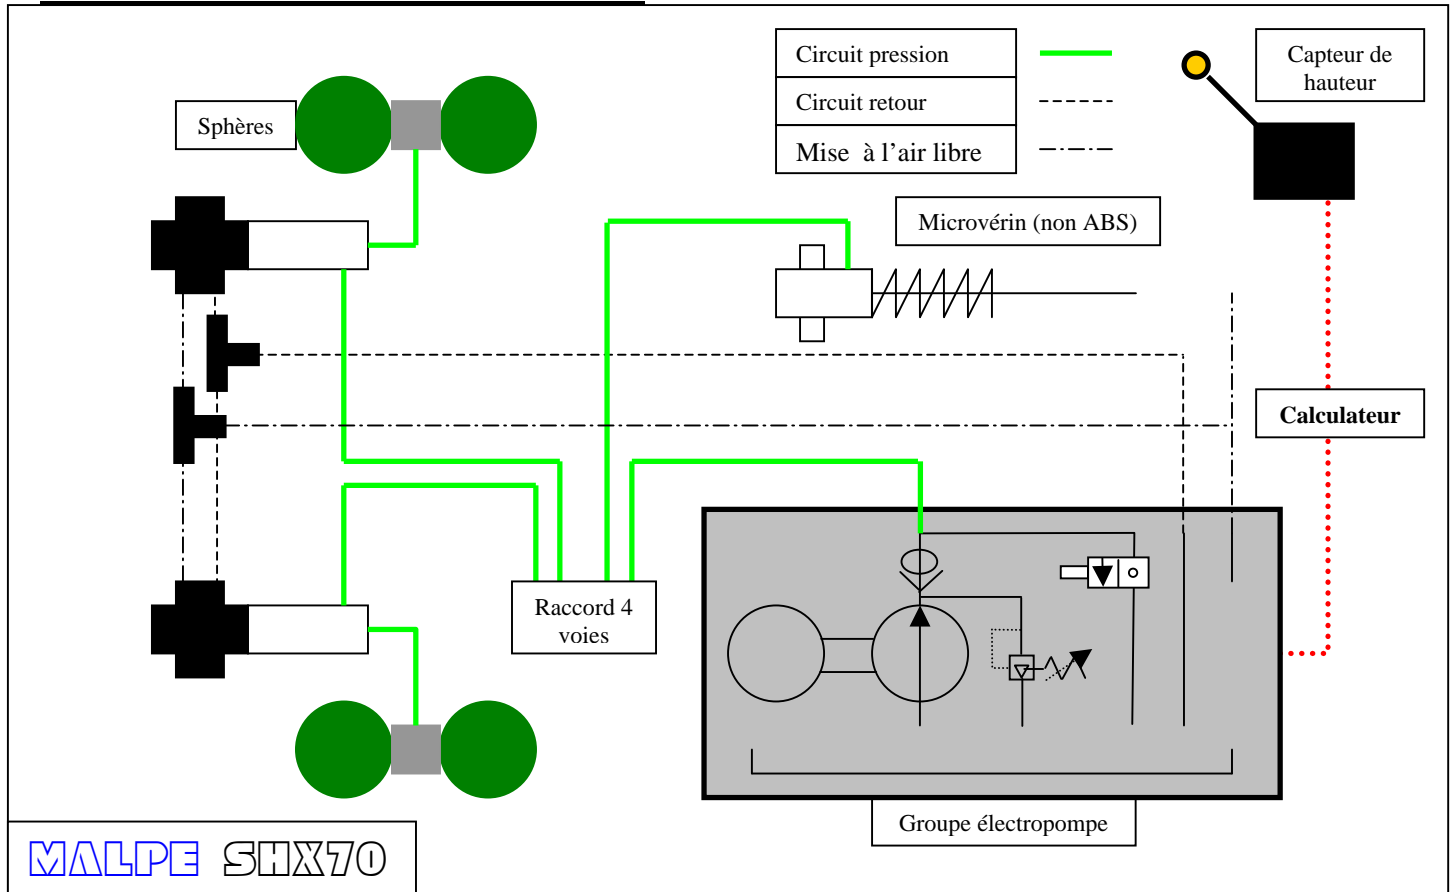 Circuit pression
Circuit retour
Mise à l'air libre
Capteur de
hauteur
Sphères
Microvérin (non ABS)
Calculateur
Raccord 4
voies
Groupe électropompe
MALPE SHX70